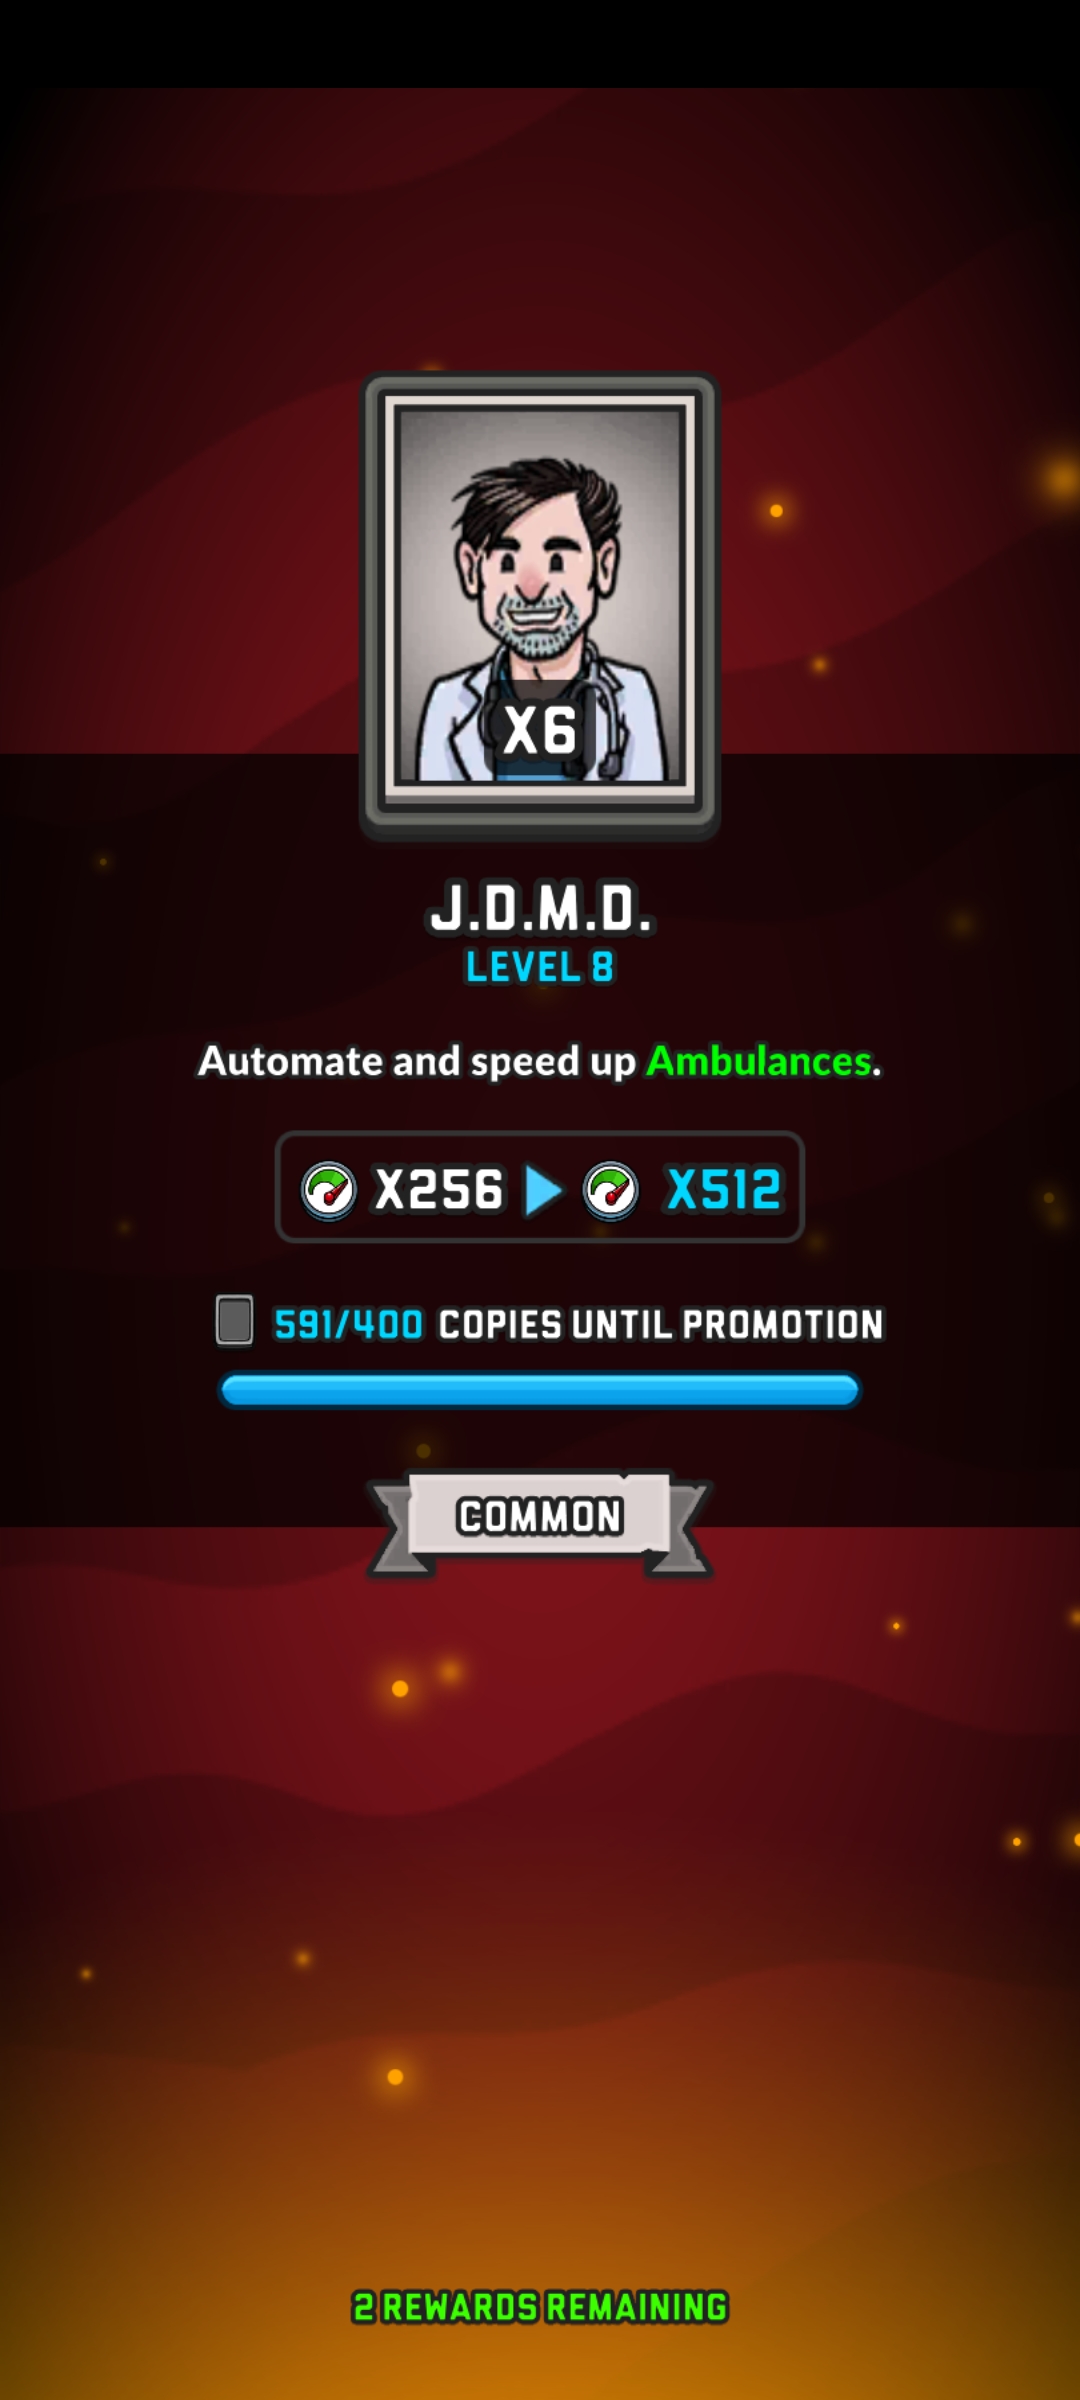 X6
J.D.M.D.
LEVEL 8
Automate and speed up Ambulances.
X256 X512
591/400 COPIES UNTIL PROMOTION
COMMON
2 REWARDS REMAINING